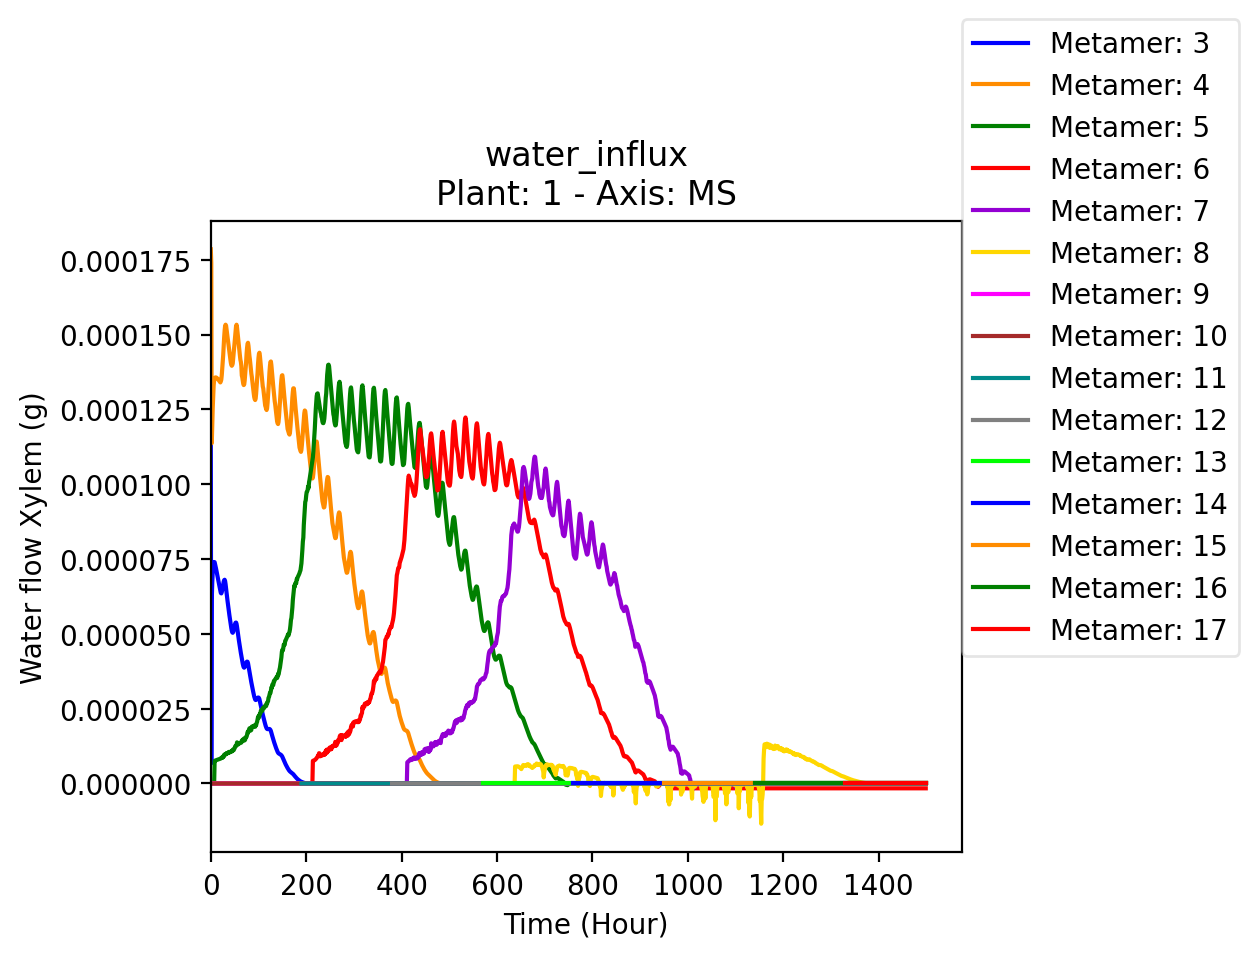 water_influx
Plant: 1 - Axis: MS
Metamer: 3
Metamer: 4
Metamer: 5
Metamer: 6
Metamer: 7
Metamer: 8
Metamer: 9
Metamer: 10
Metamer: 11
Metamer: 12
Metamer: 13
Metamer: 14
Metamer: 15
Metamer: 16
Metamer: 17
Water flow Xylem (g)
0.000175
0.000150
0.000125
0.000100
0.000075
0.000050
0.000025
0.000000
0 200 400 600 800 1000 1200 1400
Time (Hour)